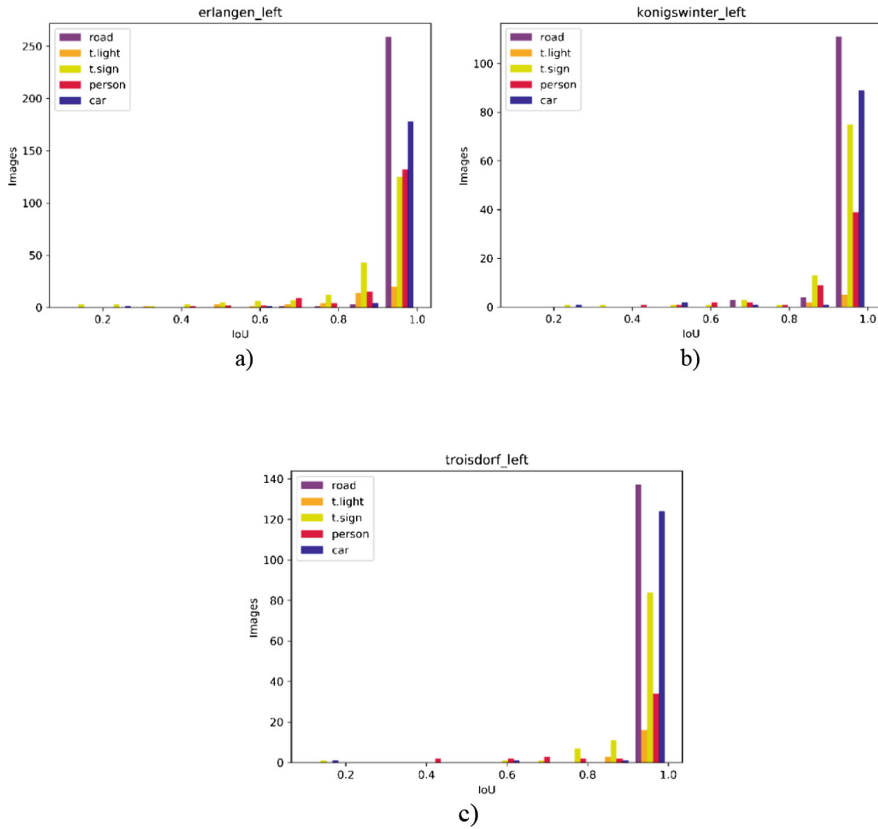 erlangen_left
road
t.light
t.sign
person
car
Images
250
200
150
100
50
0
0.2 0.4 0.6 0.8 1.0
IoU
a)
konigswinter_left
road
t.light
t.sign
person
car
Images
100
80
60
40
20
0
0.2 0.4 0.6 0.8 1.0
IoU
b)
troisdorf_left
road
t.light
t.sign
person
car
Images
140
120
100
80
60
40
20
0
0.2 0.4 0.6 0.8 1.0
IoU
c)